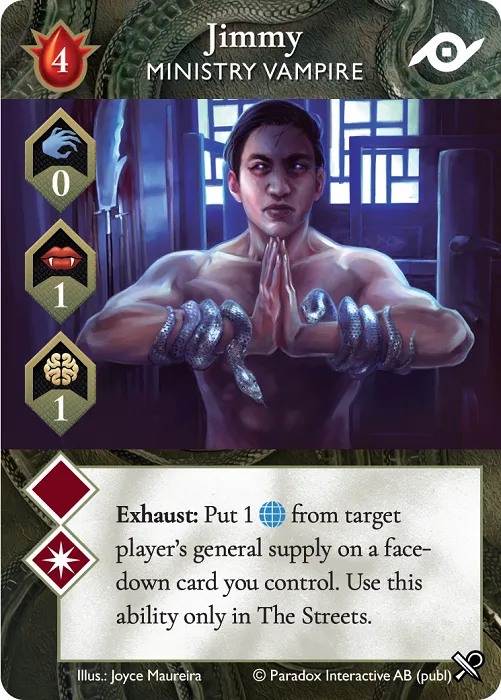 Jimmy
4
MINISTRY VAMPIRE
0
1
1
Exhaust: Put 1 from target
player's general supply on a face-
down card you control. Use this
ability only in The Streets.
Illus.: Joyce Maureira © Paradox Interactive AB (publ)